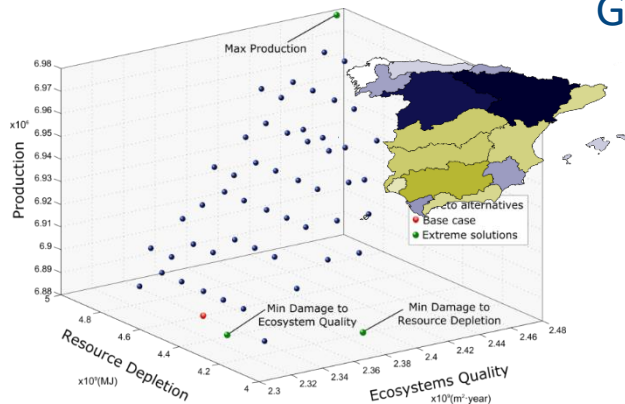 G
Max Production
6.98
6.97
x10⁶
6.96
6.95
6.94
6.93
6.92
6.91
6.9
6.89
6.88
Production
5
4.8
4.6
4.4
4.2
4
Resource Depletion
x10⁹(MJ)
2.3
2.32
2.34
2.36
2.38
2.4
2.42
2.44
2.46
2.48
Ecosystems Quality
x10⁹(m²·year)
alternatives
Base case
Extreme solutions
Min Damage to
Ecosystem Quality
Min Damage to
Resource Depletion